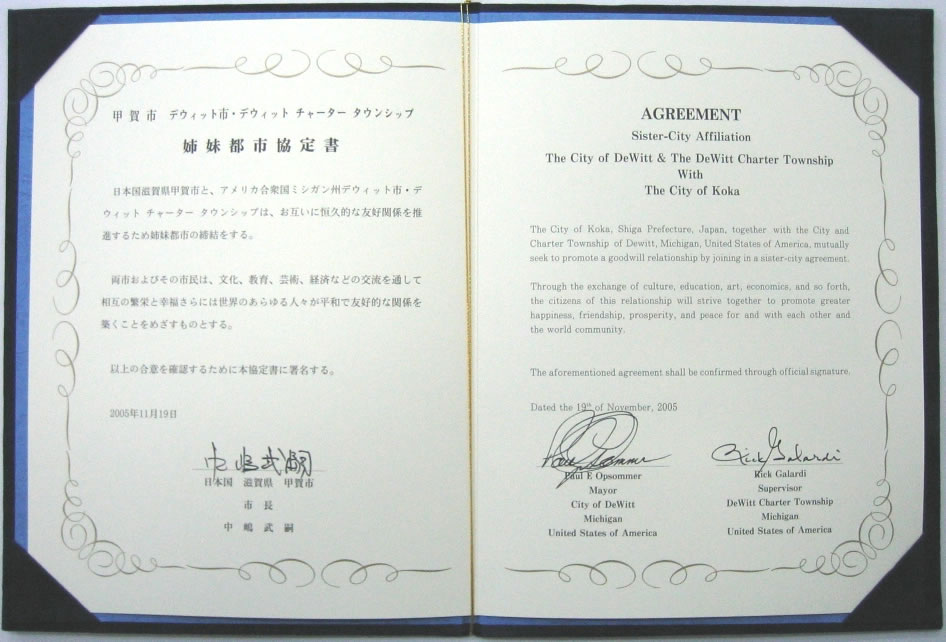 甲賀市 デウィット市・デウィット チャーター タウンシップ
姉妹都市協定書
日本国滋賀県甲賀市と、アメリカ合衆国ミシガン州デウィット市・デ
ウィット チャーター タウンシップは、お互いに恒久的な友好関係を推
進するため姉妹都市の締結をする。
両市およびその市民は、文化、教育、芸術、経済などの交流を通して
相互の繁栄と幸福さらには世界のあらゆる人々が平和で友好的な関係を
築くことをめざすものとする。
以上の合意を確認するために本協定書に署名する。
2005年11月19日
中嶋武嗣
日本国 滋賀県 甲賀市
市長
中嶋武嗣
AGREEMENT
Sister-City Affiliation
The City of DeWitt & The DeWitt Charter Township
With
The City of Koka
The City of Koka, Shiga Prefecture, Japan, together with the City and
Charter Township of Dewitt, Michigan, United States of America, mutually
seek to promote a goodwill relationship by joining in a sister-city agreement.
Through the exchange of culture, education, art, economics, and so forth,
the citizens of this relationship will strive together to promote greater
happiness, friendship, prosperity, and peace for and with each other and
the world community.
The aforementioned agreement shall be confirmed through official signature.
Dated the 19th of November, 2005
Paul E Opsommer
Paul E Opsommer
Mayor
City of DeWitt
Michigan
United States of America
Rick Galardi
Rick Galardi
Supervisor
DeWitt Charter Township
Michigan
United States of America